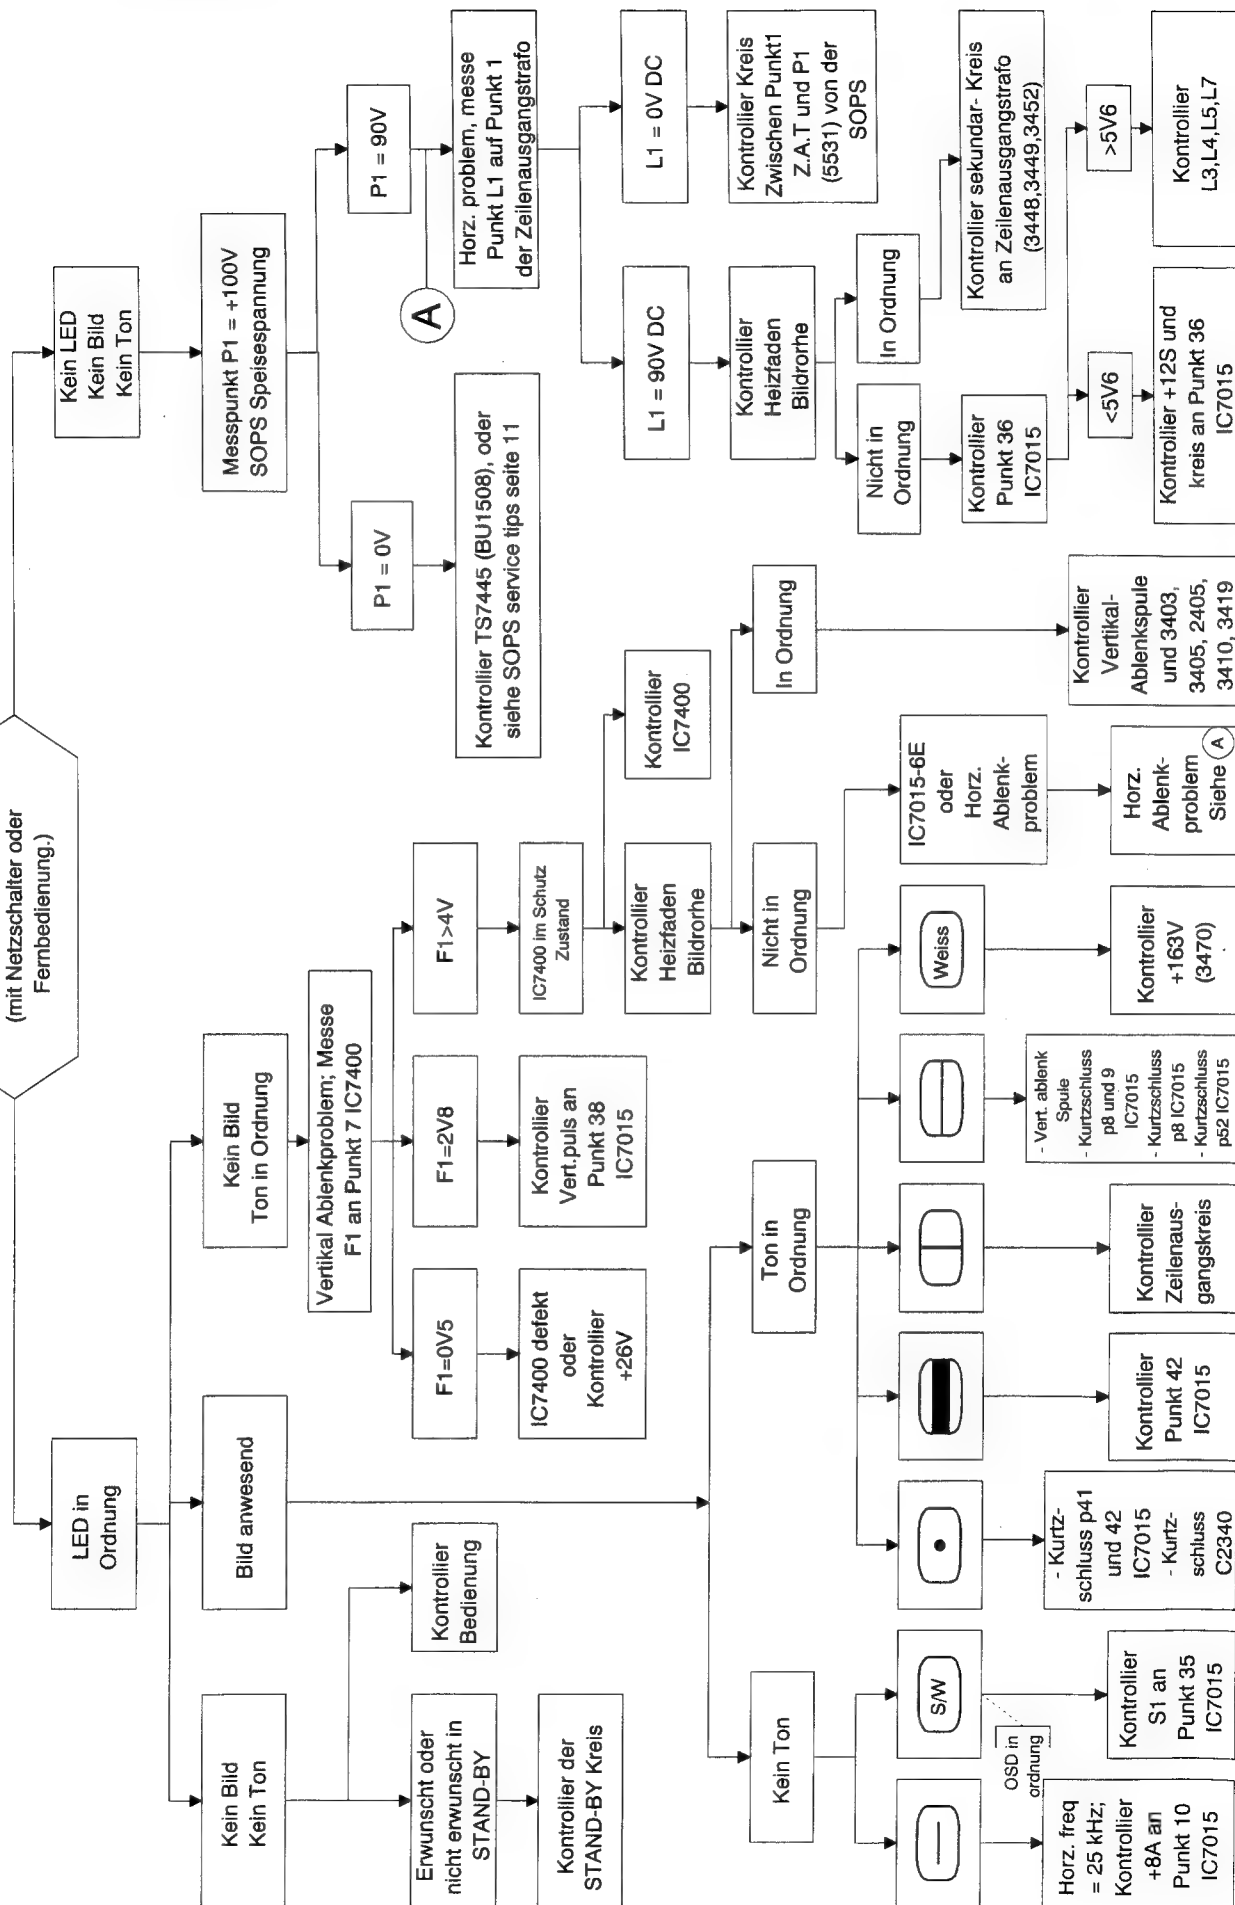 (mit Netzschalter oder
Fernbedienung.)
LED in
Ordnung
Kein LED
Kein Bild
Kein Ton
Kein Bild
Kein Ton
Bild anwesend
Kein Bild
Ton in Ordnung
Messpunkt P1 = +100V
SOPS Speisespannung
Vertikal Ablenkproblem; Messe
F1 an Punkt 7 IC7400
P1 = 0V
P1 = 90V
Erwunscht oder
nicht erwunscht in
STAND-BY
Kontrollier
Bedienung
F1=0V5
F1=2V8
F1>4V
Kontrollier TS7445 (BU1508), oder
siehe SOPS service tips seite 11
A
Horz. problem, messe
Punkt L1 auf Punkt 1
der Zeilenausgangstrafo
Kontrollier der
STAND-BY Kreis
IC7400 defekt
oder
Kontrollier
+26V
Kontrollier
Vert.puls an
Punkt 38
IC7015
IC7400 im Schutz
Zustand
Kontrollier
Heizfaden
Bildrorhe
Kontrollier
IC7400
L1 = 90V DC
L1 = 0V DC
Kein Ton
Ton in
Ordnung
Nicht in
Ordnung
In Ordnung
Kontrollier
Heizfaden
Bildrorhe
Kontrollier Kreis
Zwischen Punkt1
Z.A.T und P1
(5531) von der
SOPS
Nicht in
Ordnung
In Ordnung
S/W
Weiss
IC7015-6E
oder
Horz.
Ablenk-
problem
Kontrollier
Punkt 36
IC7015
Kontrollier sekundar- Kreis
an Zeilenausgangstrafo
(3448,3449,3452)
OSD in
ordnung
<5V6
>5V6
Horz. freq
= 25 kHz;
Kontrollier
+8A an
Punkt 10
IC7015
Kontrollier
S1 an
Punkt 35
IC7015
- Kurtz-
schluss p41
und 42
IC7015
- Kurtz-
schluss
C2340
Kontrollier
Punkt 42
IC7015
Kontrollier
Zeilenaus-
gangskreis
- Vert. ablenk
Spule
- Kurtzschluss
p8 und 9
IC7015
- Kurtzschluss
p8 IC7015
- Kurtzschluss
p52 IC7015
Kontrollier
+163V
(3470)
Horz.
Ablenk-
problem
Siehe A
Kontrollier
Vertikal-
Ablenkspule
und 3403,
3405, 2405,
3410, 3419
Kontrollier +12S und
kreis an Punkt 36
IC7015
Kontrollier
L3,L4,L5,L7